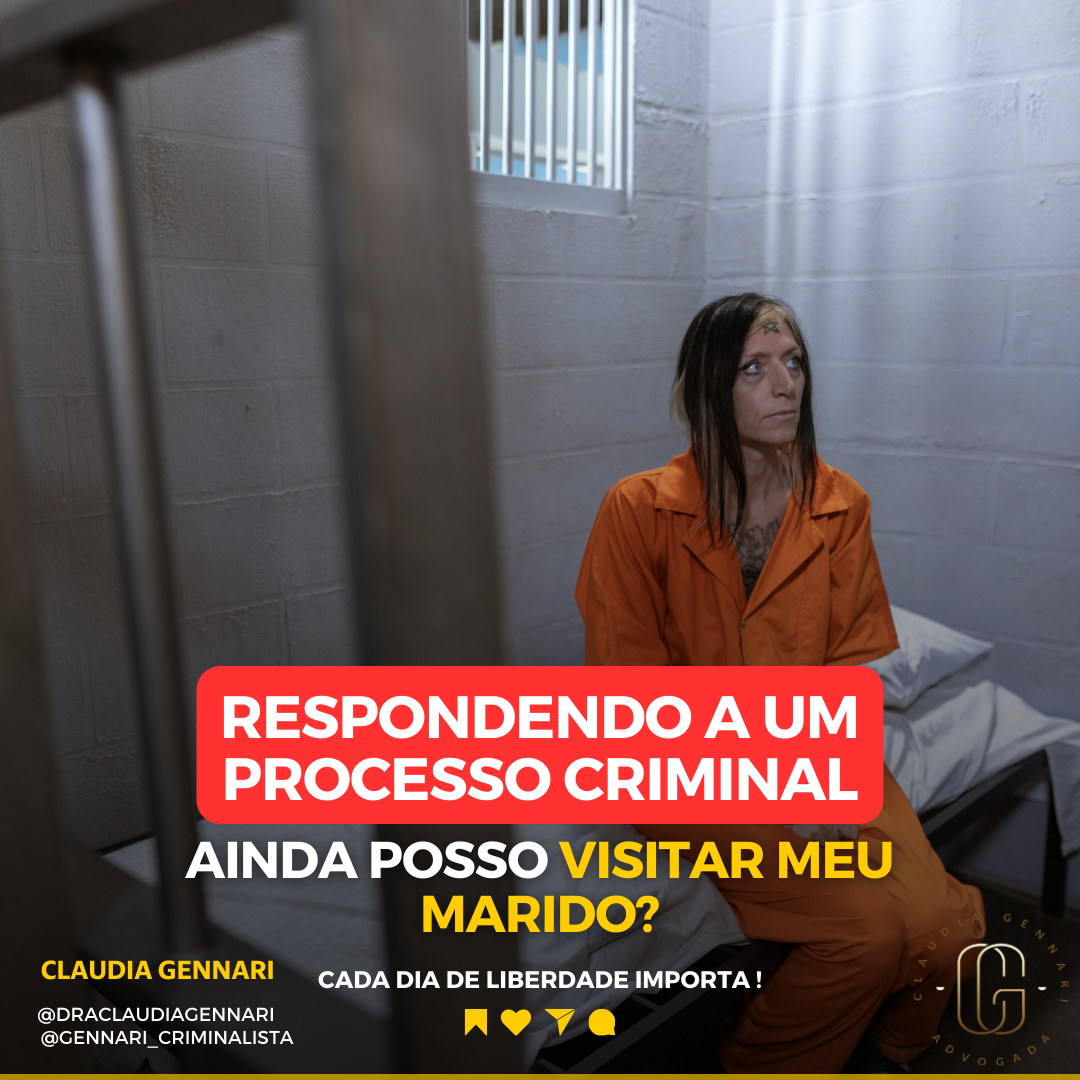 RESPONDENDO A UM
PROCESSO CRIMINAL
AINDA POSSO VISITAR MEU
MARIDO?
CLAUDIA GENNARI
CADA DIA DE LIBERDADE IMPORTA !
@DRACLAUDIAGENNARI
@GENNARI_CRIMINALISTA
CLAUDIA GENNARI
CG
ADVOGADA